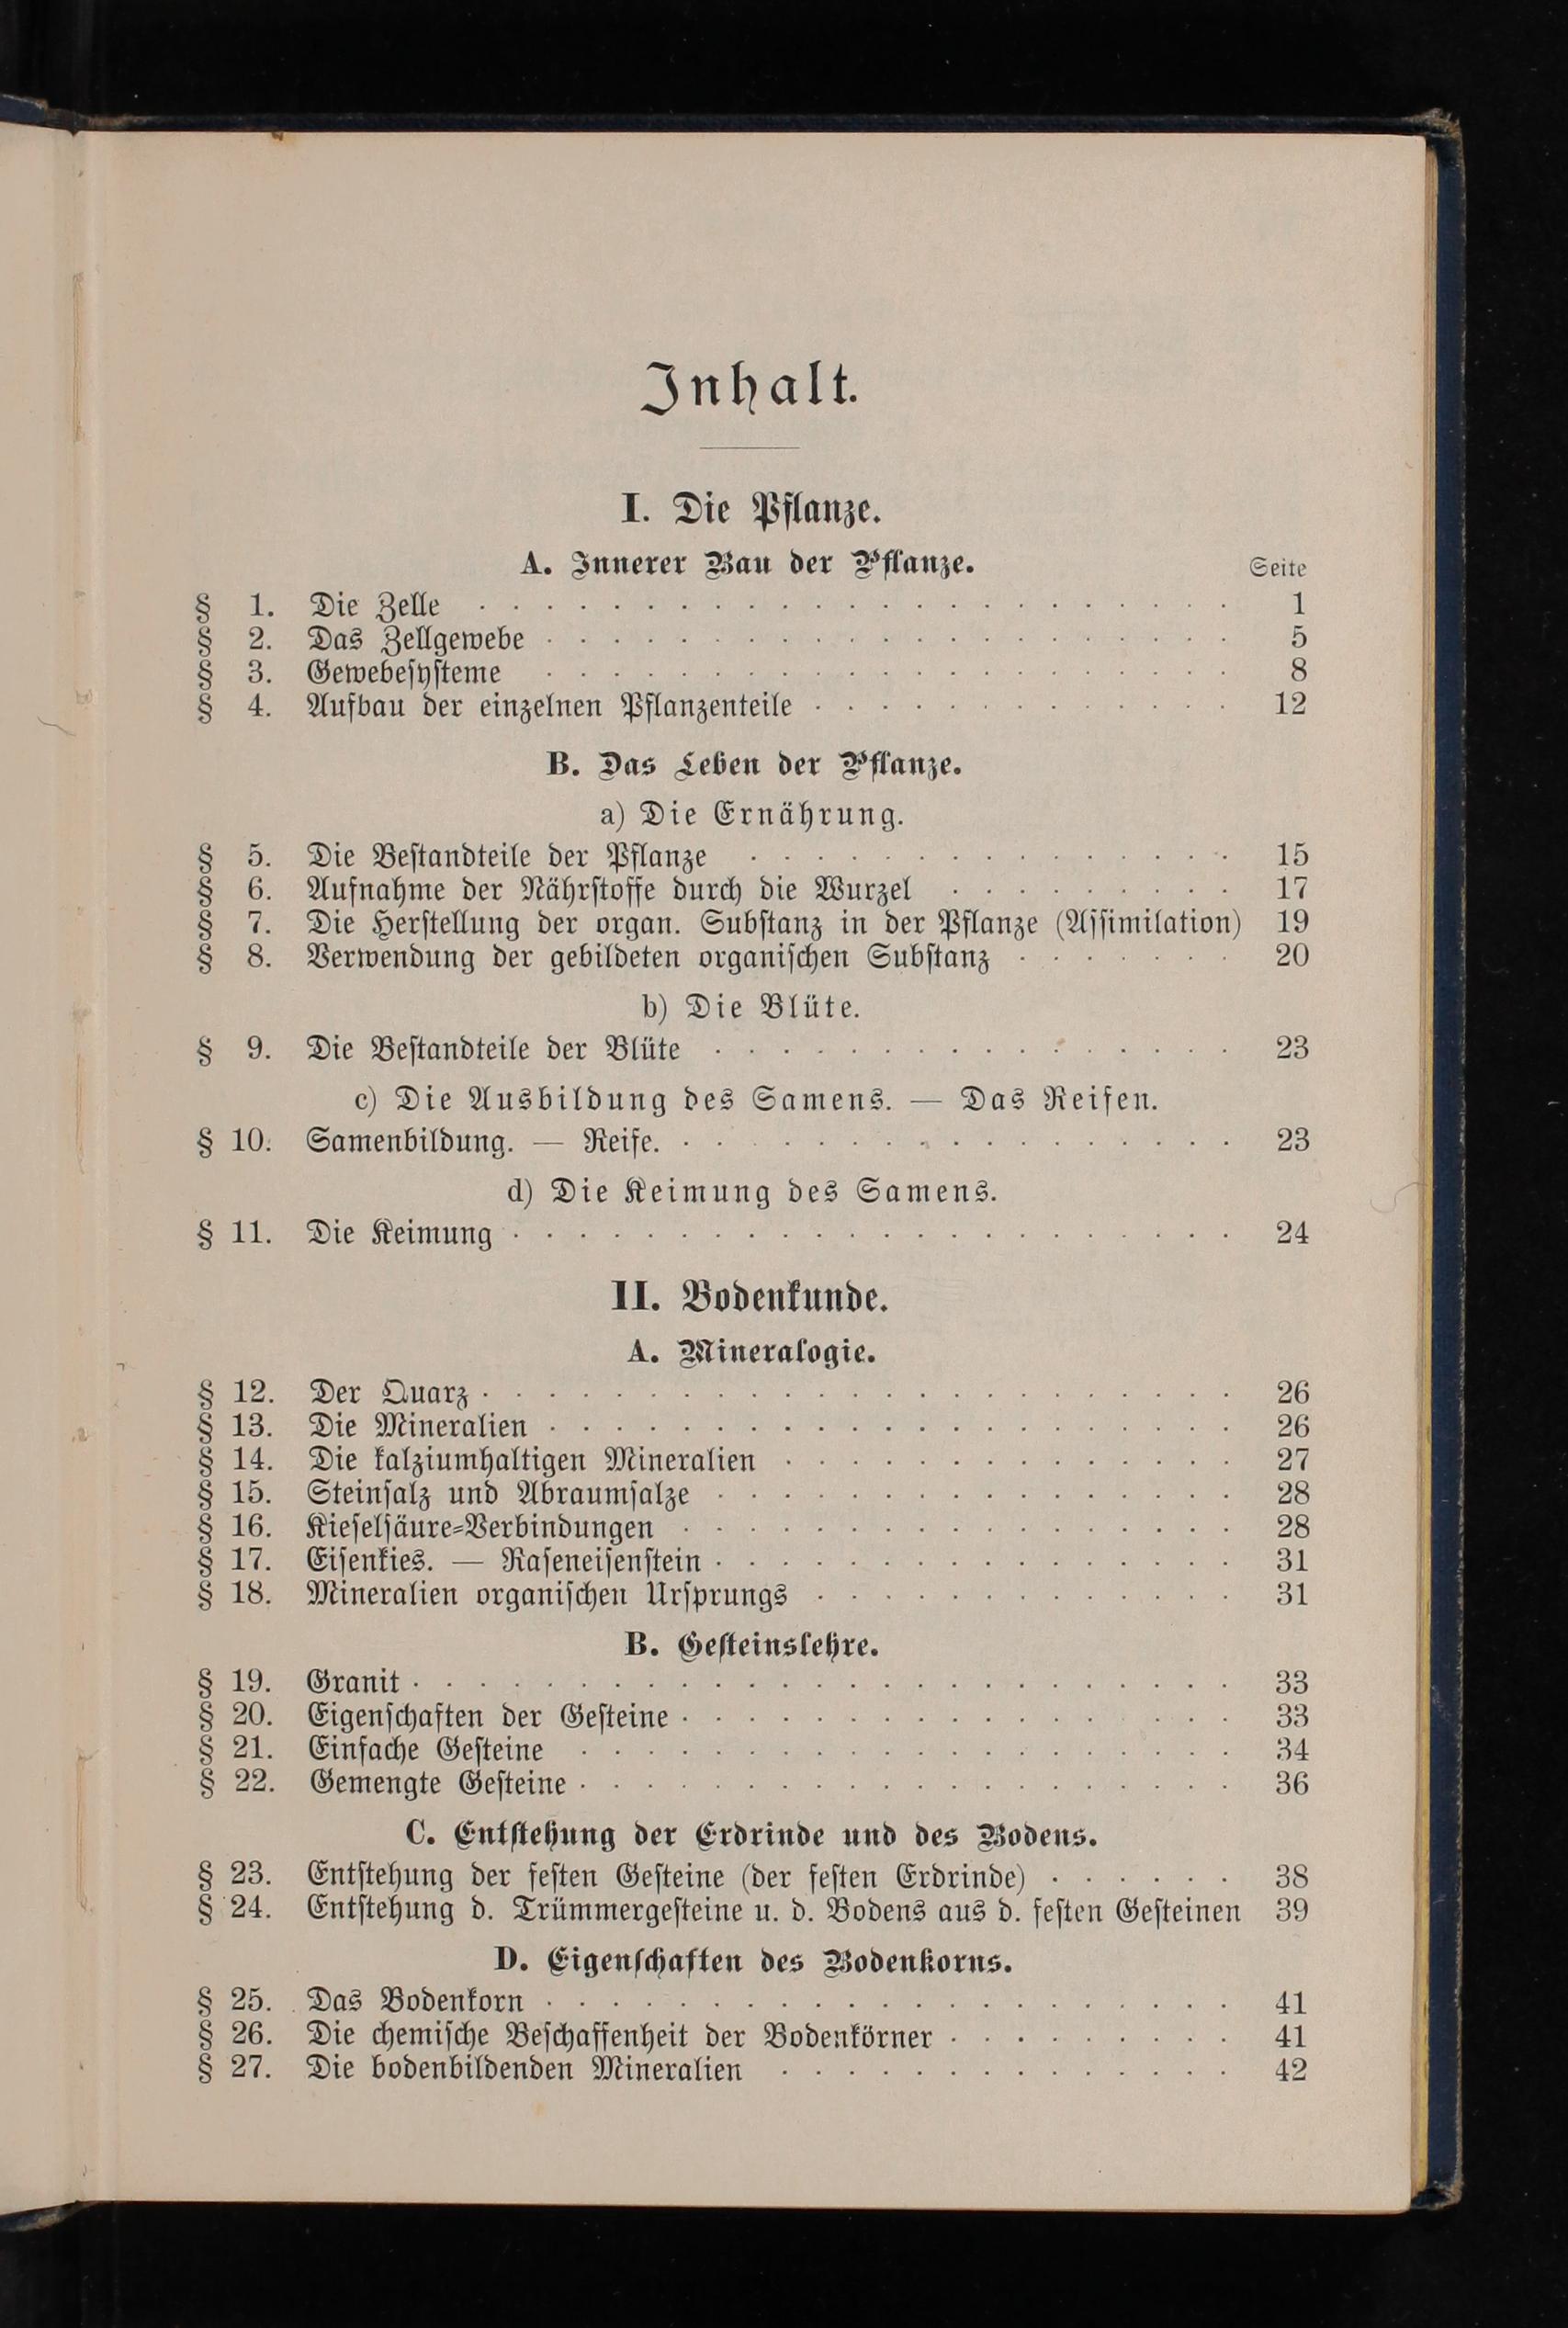 Inhalt.
I. Die Pflanze.
A. Innerer Bau der Pflanze.
Seite
§ 1. Die Zelle . . . . . . . . . . . . . . . . . . . . . . . 1
§ 2. Das Zellgewebe . . . . . . . . . . . . . . . . . . . . . 5
§ 3. Gewebeſyſteme . . . . . . . . . . . . . . . . . . . . . 8
§ 4. Aufbau der einzelnen Pflanzenteile . . . . . . . . . . . . . 12
B. Das Leben der Pflanze.
a) Die Ernährung.
§ 5. Die Beſtandteile der Pflanze . . . . . . . . . . . . . . . 15
§ 6. Aufnahme der Nährſtoffe durch die Wurzel . . . . . . . . . 17
§ 7. Die Herſtellung der organ. Subſtanz in der Pflanze (Aſſimilation) 19
§ 8. Verwendung der gebildeten organiſchen Subſtanz . . . . . . . 20
b) Die Blüte.
§ 9. Die Beſtandteile der Blüte . . . . . . . . . . . . . . . . 23
c) Die Ausbildung des Samens. — Das Reifen.
§ 10. Samenbildung. — Reife. . . . . . . . . . . . . . . . . . 23
d) Die Keimung des Samens.
§ 11. Die Keimung . . . . . . . . . . . . . . . . . . . . . . 24
II. Bodenkunde.
A. Mineralogie.
§ 12. Der Quarz . . . . . . . . . . . . . . . . . . . . . . . 26
§ 13. Die Mineralien . . . . . . . . . . . . . . . . . . . . . 26
§ 14. Die kalziumhaltigen Mineralien . . . . . . . . . . . . . . 27
§ 15. Steinſalz und Abraumſalze . . . . . . . . . . . . . . . . 28
§ 16. Kieſelſäure-Verbindungen . . . . . . . . . . . . . . . . . 28
§ 17. Eiſenkies. — Raſeneiſenſtein . . . . . . . . . . . . . . . . 31
§ 18. Mineralien organiſchen Urſprungs . . . . . . . . . . . . . 31
B. Geſteinslehre.
§ 19. Granit . . . . . . . . . . . . . . . . . . . . . . . . . 33
§ 20. Eigenſchaften der Geſteine . . . . . . . . . . . . . . . . 33
§ 21. Einfache Geſteine . . . . . . . . . . . . . . . . . . . . 34
§ 22. Gemengte Geſteine . . . . . . . . . . . . . . . . . . . . 36
C. Entſtehung der Erdrinde und des Bodens.
§ 23. Entſtehung der feſten Geſteine (der feſten Erdrinde) . . . . . . 38
§ 24. Entſtehung d. Trümmergeſteine u. d. Bodens aus d. feſten Geſteinen 39
D. Eigenſchaften des Bodenkorns.
§ 25. Das Bodenkorn . . . . . . . . . . . . . . . . . . . . . 41
§ 26. Die chemiſche Beſchaffenheit der Bodenkörner . . . . . . . . . 41
§ 27. Die bodenbildenden Mineralien . . . . . . . . . . . . . . 42